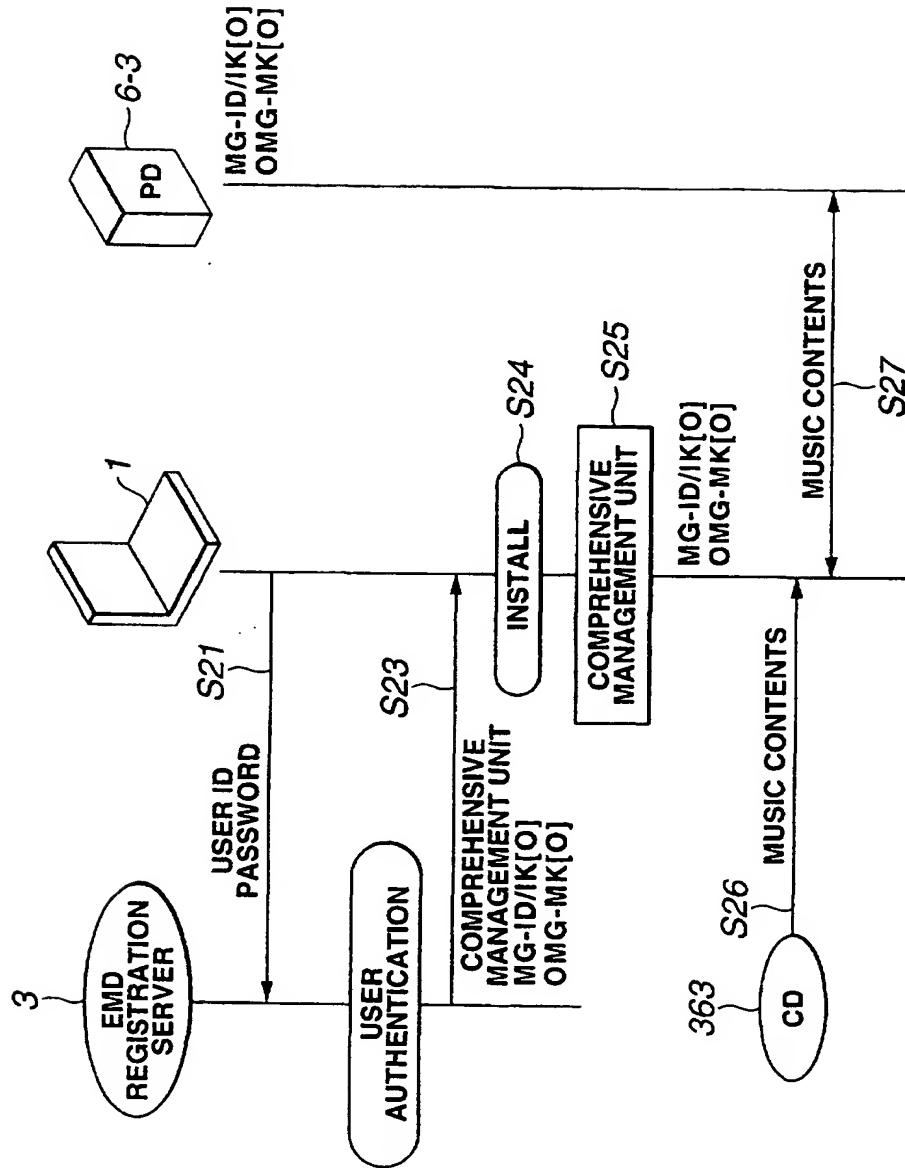 3
EMD
REGISTRATION
SERVER
1
PD
6-3
MG-ID/IK[O]
OMG-MK[O]
S21
USER ID
PASSWORD
USER
AUTHENTICATION
S23
COMPREHENSIVE
MANAGEMENT UNIT
MG-ID/IK[O]
OMG-MK[O]
INSTALL
S24
COMPREHENSIVE
MANAGEMENT UNIT
S25
MG-ID/IK[O]
OMG-MK[O]
363
CD
S26
MUSIC CONTENTS
MUSIC CONTENTS
S27